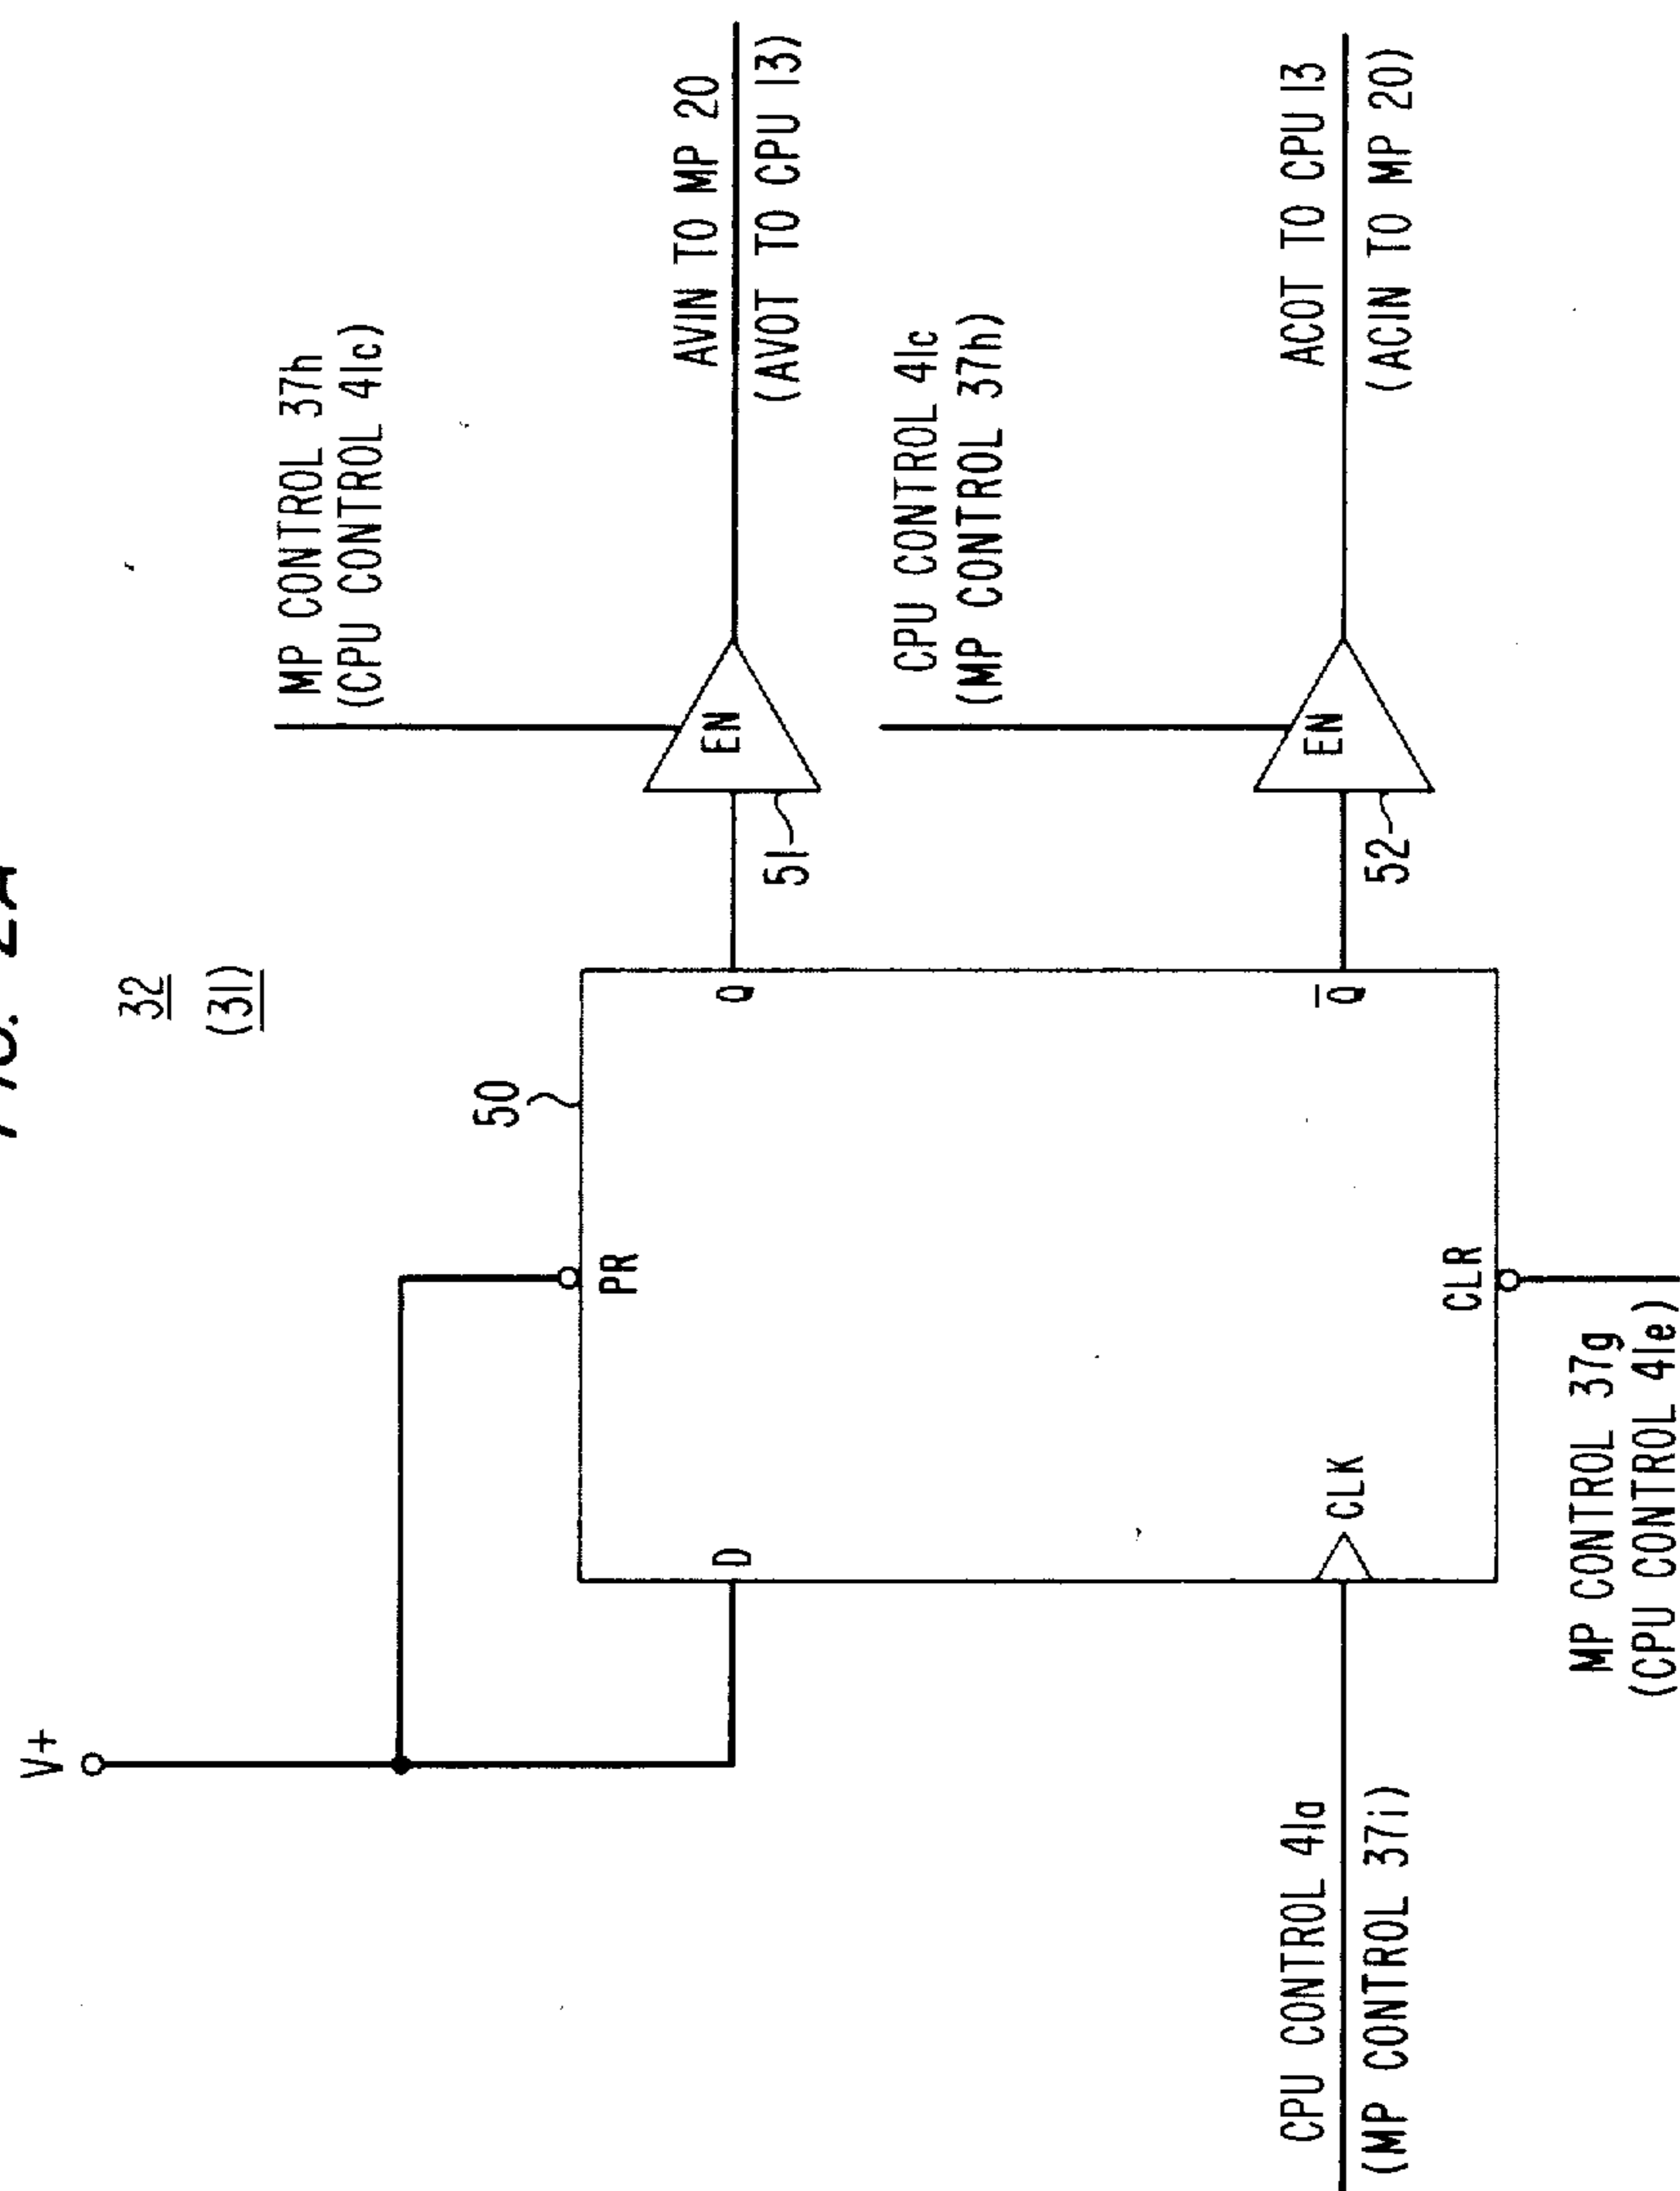 FIG. 2A
32
(31)
V+
50
PR
D
Q
CLK
Q̅
CLR
51
EN
52
EN
MP CONTROL 37h
(CPU CONTROL 41c)
AVIN TO MP 20
(AVOT TO CPU 13)
CPU CONTROL 41c
(MP CONTROL 37h)
ACOT TO CPU 13
(ACIN TO MP 20)
CPU CONTROL 41a
(MP CONTROL 37i)
MP CONTROL 37g
(CPU CONTROL 41e)